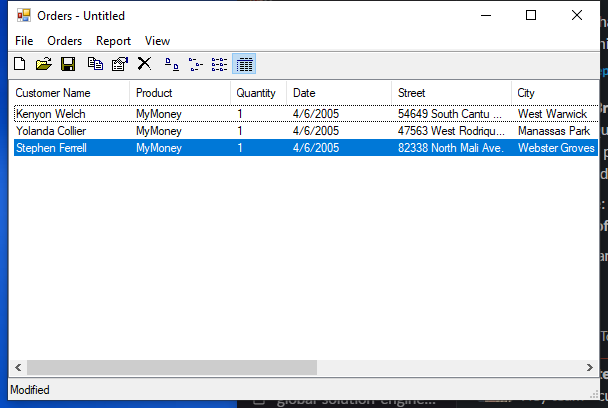 Orders - Untitled
File Orders Report View
Customer Name Product Quantity Date Street City
Kenyon Welch MyMoney 1 4/6/2005 54649 South Cantu ... West Warwick
Yolanda Collier MyMoney 1 4/6/2005 47563 West Rodriqu... Manassas Park
Stephen Ferrell MyMoney 1 4/6/2005 82338 North Mali Ave. Webster Groves
Modified